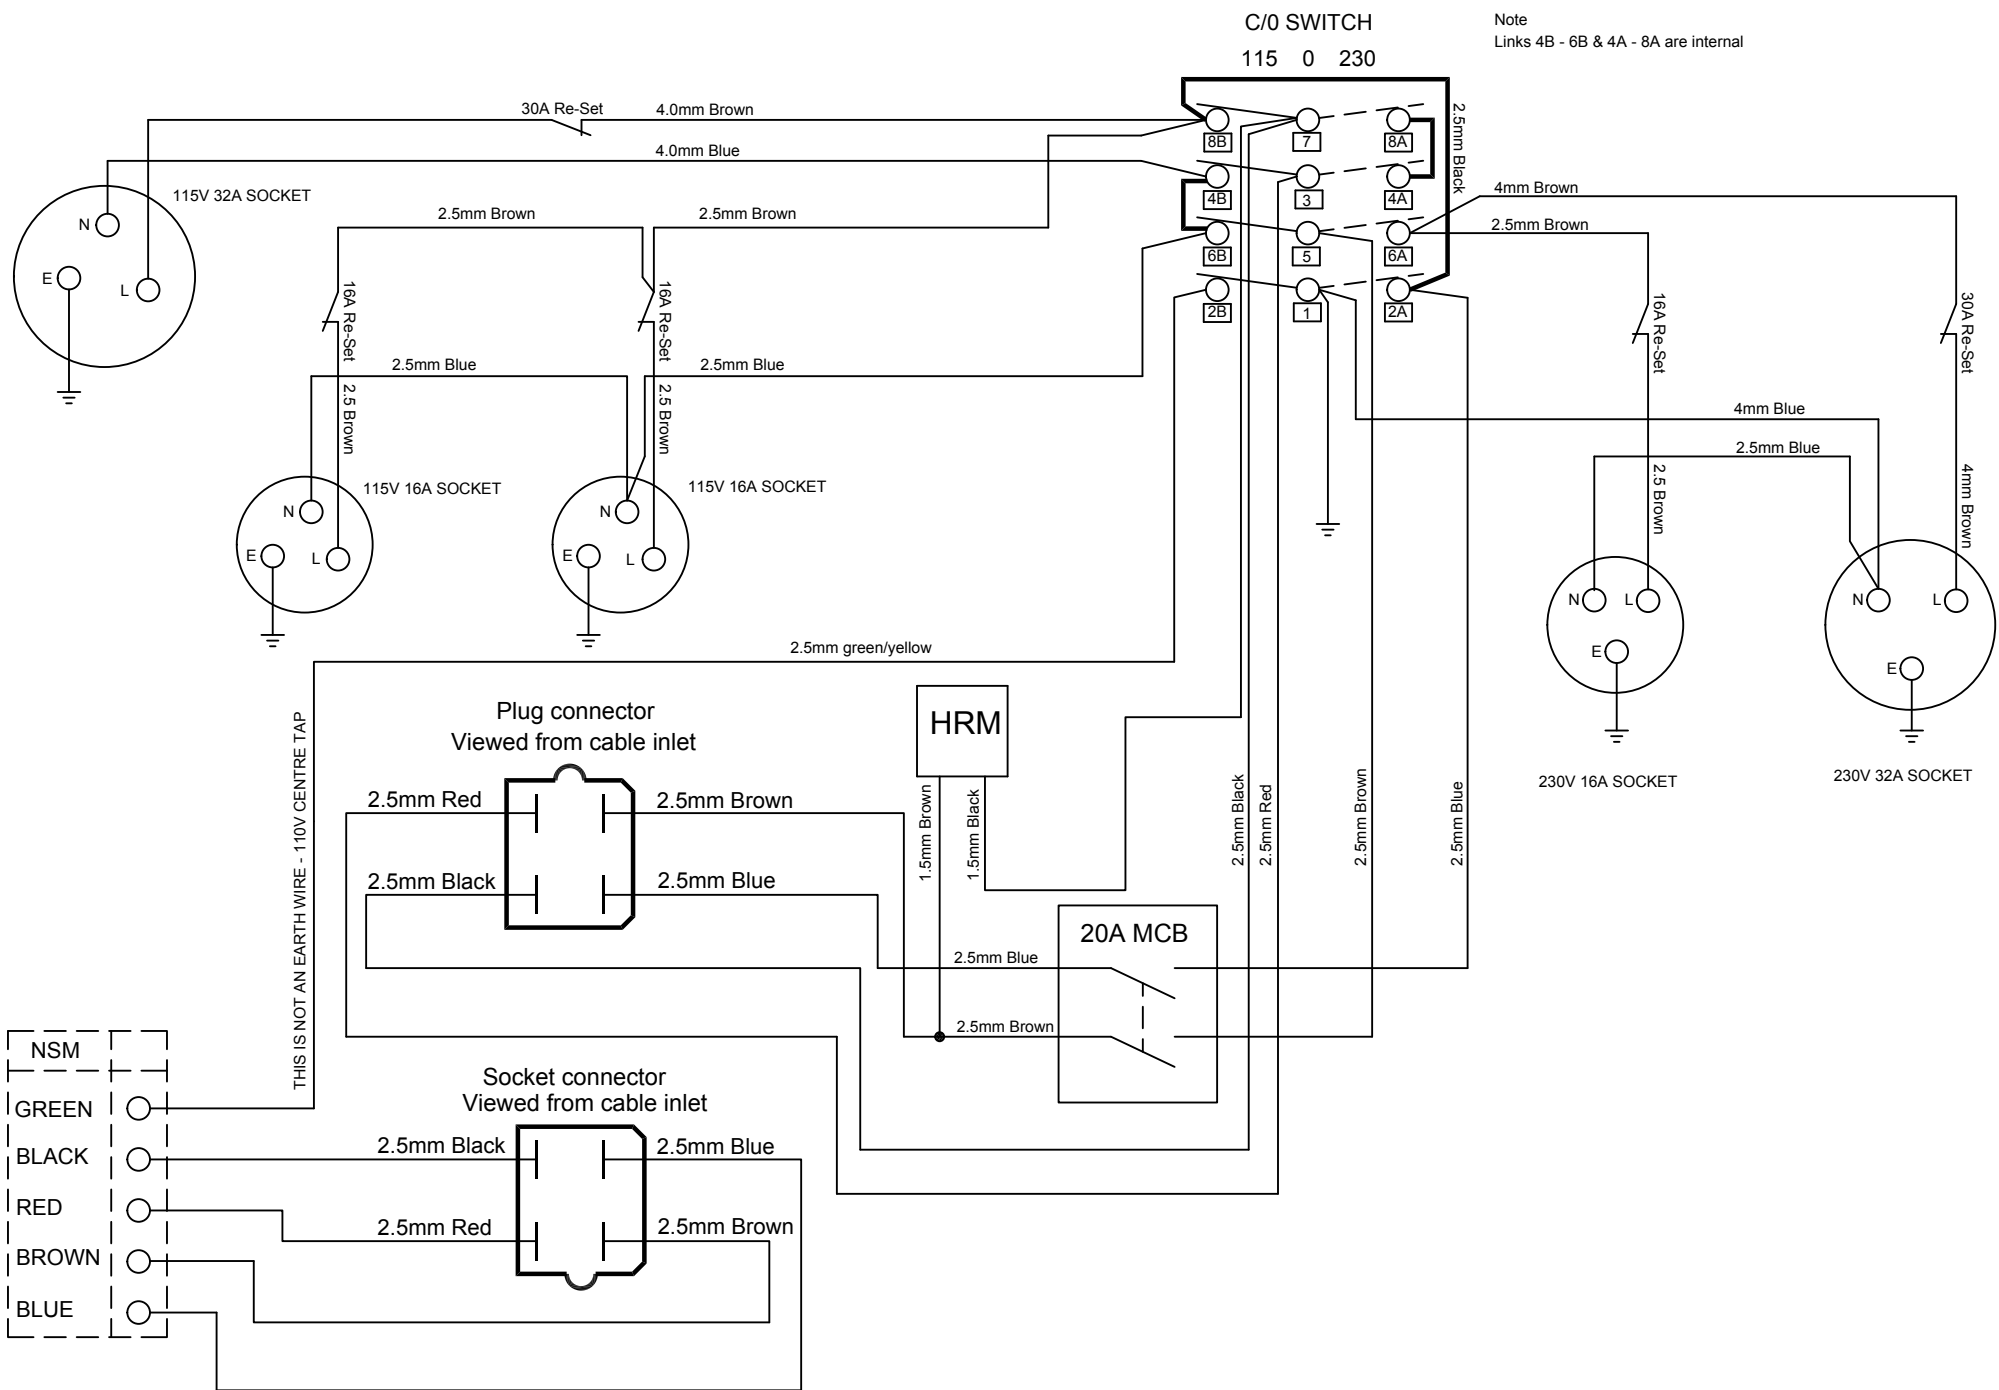 C/0 SWITCH
115 0 230
Note
Links 4B - 6B & 4A - 8A are internal
30A Re-Set
4.0mm Brown
4.0mm Blue
8B
7
8A
4B
3
4A
6B
5
6A
2B
1
2A
2.5mm Black
4mm Brown
2.5mm Brown
115V 32A SOCKET
N
E
L
2.5mm Brown
2.5mm Brown
16A Re-Set
16A Re-Set
16A Re-Set
30A Re-Set
2.5mm Blue
2.5mm Blue
2.5 Brown
2.5 Brown
4mm Blue
2.5mm Blue
2.5 Brown
4mm Brown
115V 16A SOCKET
N
E
L
115V 16A SOCKET
N
E
L
N
L
E
230V 16A SOCKET
N
L
E
230V 32A SOCKET
2.5mm green/yellow
THIS IS NOT AN EARTH WIRE - 110V CENTRE TAP
Plug connector
Viewed from cable inlet
2.5mm Red
2.5mm Brown
2.5mm Black
2.5mm Blue
HRM
1.5mm Brown
1.5mm Black
2.5mm Black
2.5mm Red
2.5mm Brown
2.5mm Blue
20A MCB
2.5mm Blue
2.5mm Brown
NSM
GREEN
BLACK
RED
BROWN
BLUE
Socket connector
Viewed from cable inlet
2.5mm Black
2.5mm Blue
2.5mm Red
2.5mm Brown